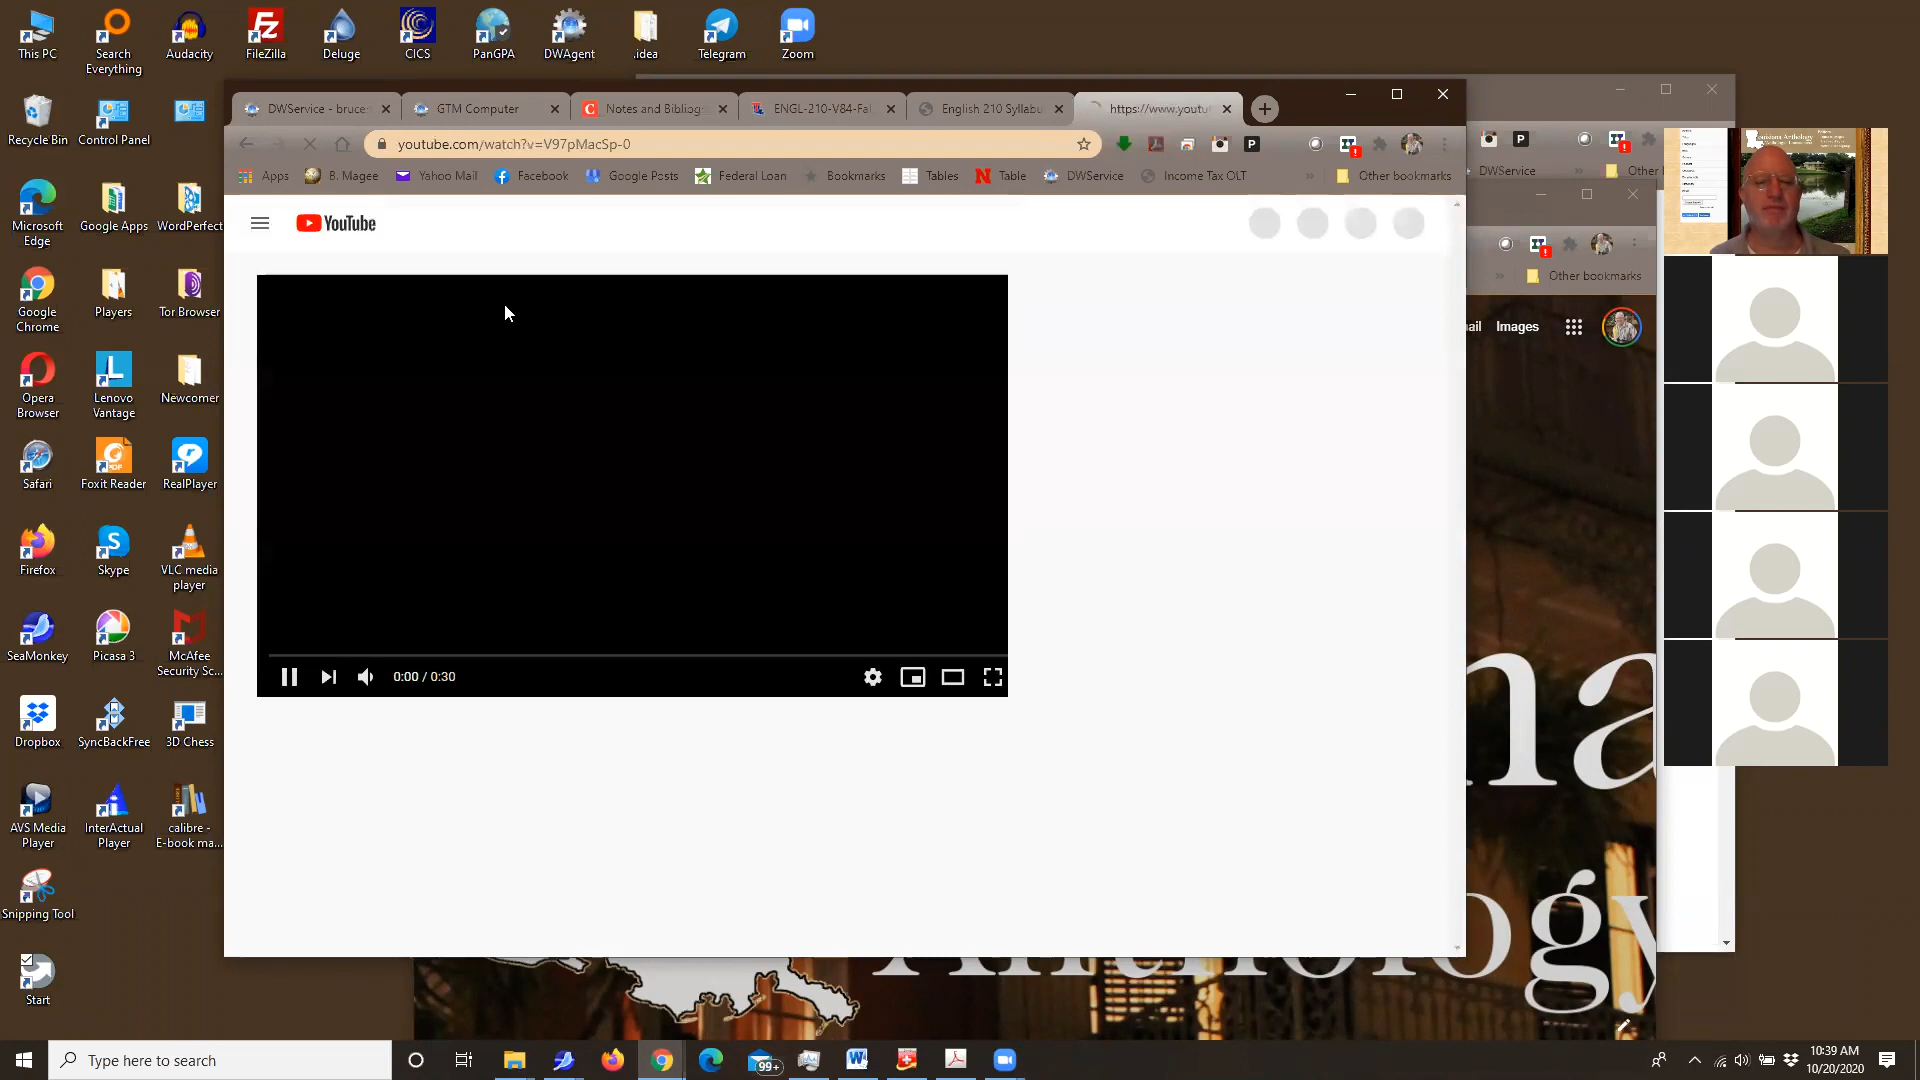 This PC
Search Everything
Audacity
FileZilla
Deluge
CICS
PanGPA
DWAgent
.idea
Telegram
Zoom
DWService - bruce
GTM Computer
Notes and Bibliog
ENGL-210-V84-Fal
English 210 Syllabu
https://www.youtu
youtube.com/watch?v=V97pMacSp-0
Apps
B. Magee
Yahoo Mail
Facebook
Google Posts
Federal Loan
Bookmarks
Tables
Table
DWService
Income Tax OLT
»
Other bookmarks
DWService
»
Other b
»
Other bookmarks
YouTube
ail
Images
Recycle Bin
Control Panel
Microsoft Edge
Google Apps
WordPerfect
Google Chrome
Players
Tor Browser
Opera Browser
Lenovo Vantage
Newcomer
Safari
Foxit Reader
RealPlayer
Firefox
Skype
VLC media player
SeaMonkey
Picasa 3
McAfee Security Sc...
Dropbox
SyncBackFree
3D Chess
AVS Media Player
InterActual Player
calibre - E-book ma...
Snipping Tool
Start
0:00 / 0:30
na
Anthology
Type here to search
99+
10:39 AM
10/20/2020